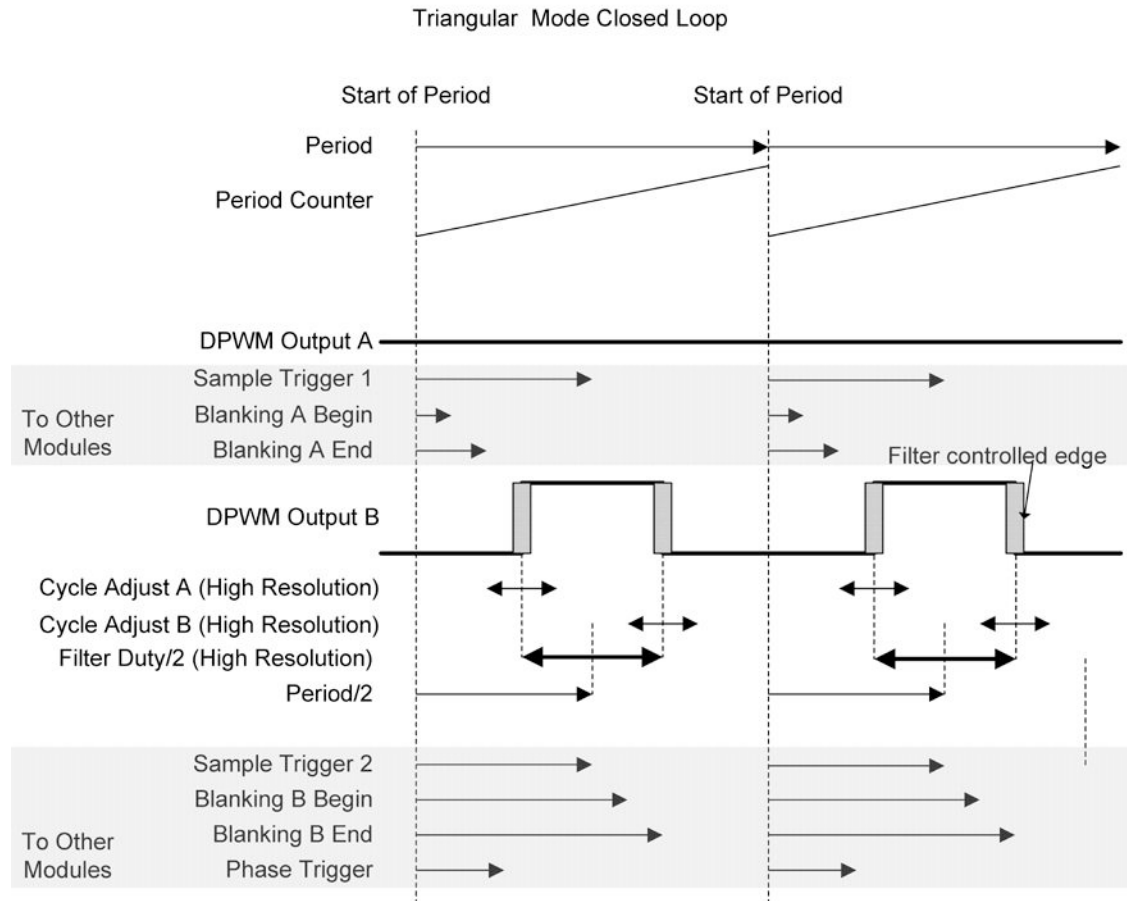 Triangular Mode Closed Loop
Start of Period
Start of Period
Period
Period Counter
DPWM Output A
Sample Trigger 1
To Other
Modules
Blanking A Begin
Blanking A End
Filter controlled edge
DPWM Output B
Cycle Adjust A (High Resolution)
Cycle Adjust B (High Resolution)
Filter Duty/2 (High Resolution)
Period/2
Sample Trigger 2
Blanking B Begin
Blanking B End
To Other
Modules
Phase Trigger